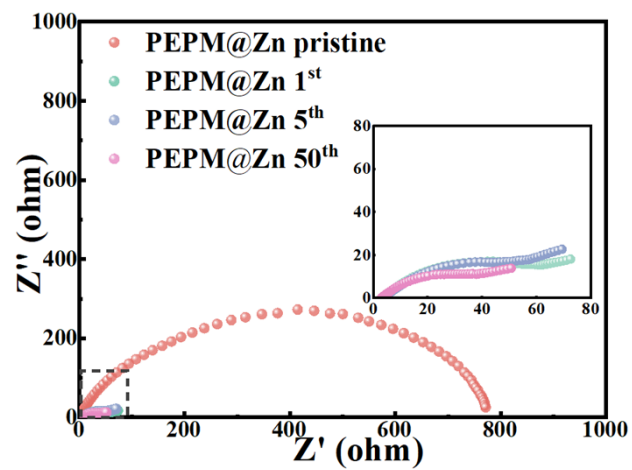 1000
800
600
400
200
0
Z'' (ohm)
PEPM@Zn pristine
PEPM@Zn 1st
PEPM@Zn 5th
PEPM@Zn 50th
80
60
40
20
0
0 20 40 60 80
0 200 400 600 800 1000
Z' (ohm)